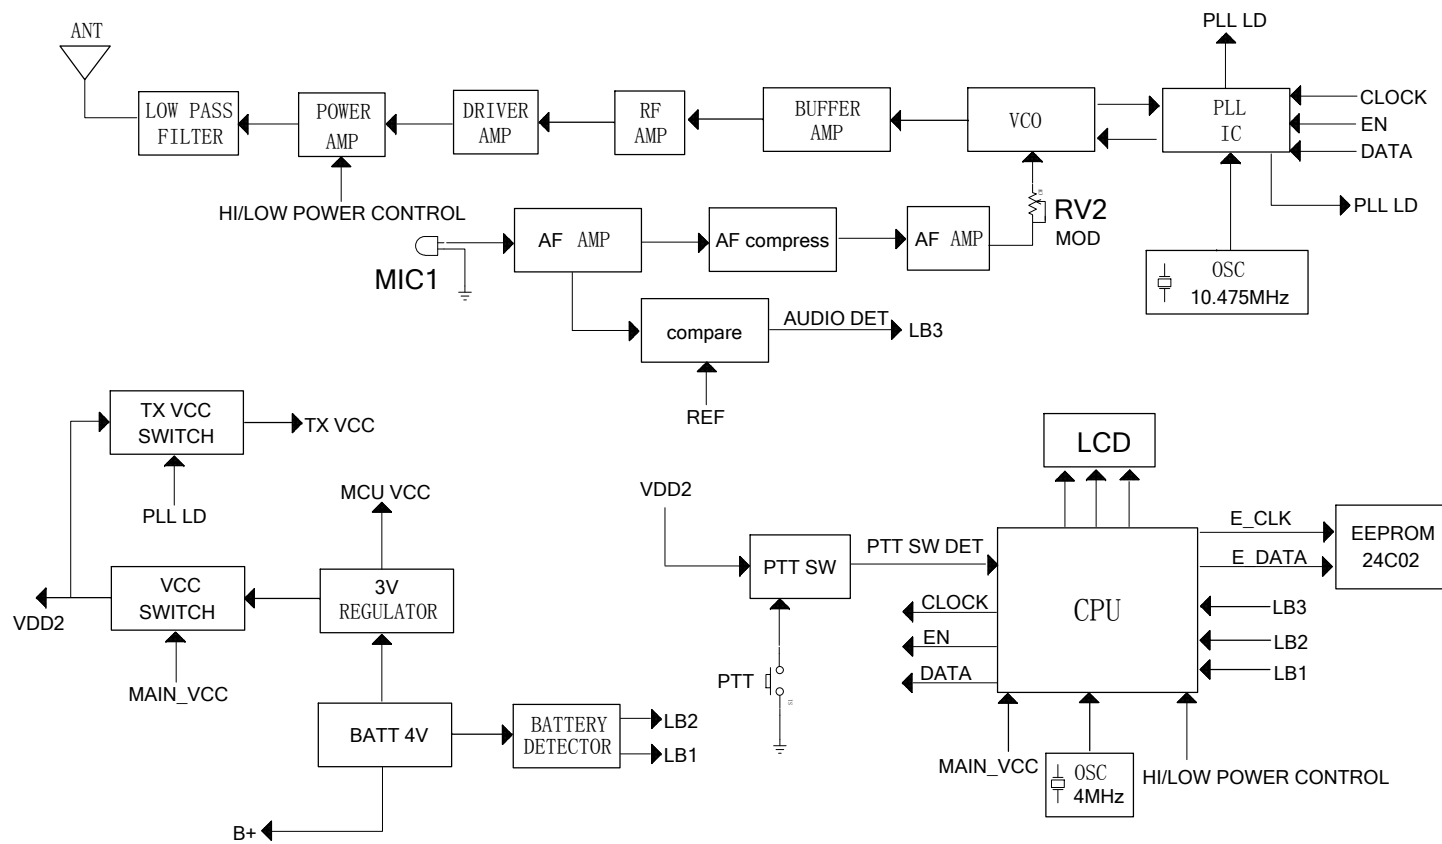 PLL LD
ANT
LOW PASS
FILTER
POWER
AMP
DRIVER
AMP
RF
AMP
BUFFER
AMP
VCO
PLL
IC
CLOCK
EN
DATA
HI/LOW POWER CONTROL
PLL LD
MIC1
AF AMP
AF compress
AF AMP
RV2
MOD
OSC
10.475MHz
compare
AUDIO DET
LB3
REF
TX VCC
SWITCH
TX VCC
PLL LD
MCU VCC
VCC
SWITCH
3V
REGULATOR
VDD2
MAIN_VCC
BATT 4V
BATTERY
DETECTOR
LB2
LB1
B+
LCD
VDD2
PTT SW
PTT SW DET
PTT
CPU
CLOCK
EN
DATA
E_CLK
E_DATA
EEPROM
24C02
LB3
LB2
LB1
MAIN_VCC
OSC
4MHz
HI/LOW POWER CONTROL